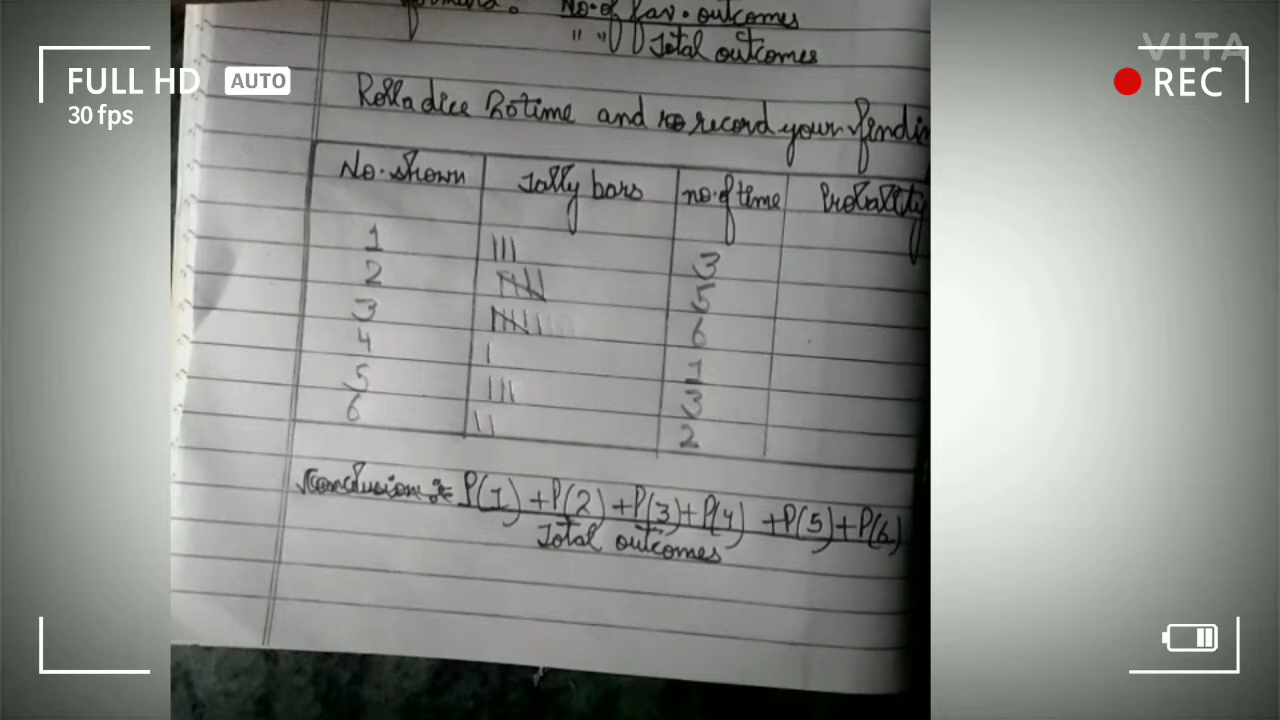 No. of fav. outcomes
" " Total outcomes
VITA
FULL HD AUTO
REC
30 fps
Roll a dice 20 time and record your
No. shown Tally bars no. of time Probality
1 ||| 3
2 |||| 5
3 |||| | 6
4 | 1
5 ||| 3
6 || 2
Conclusion :- P(1) + P(2) + P(3) + P(4) + P(5) + P(6)
Total outcomes